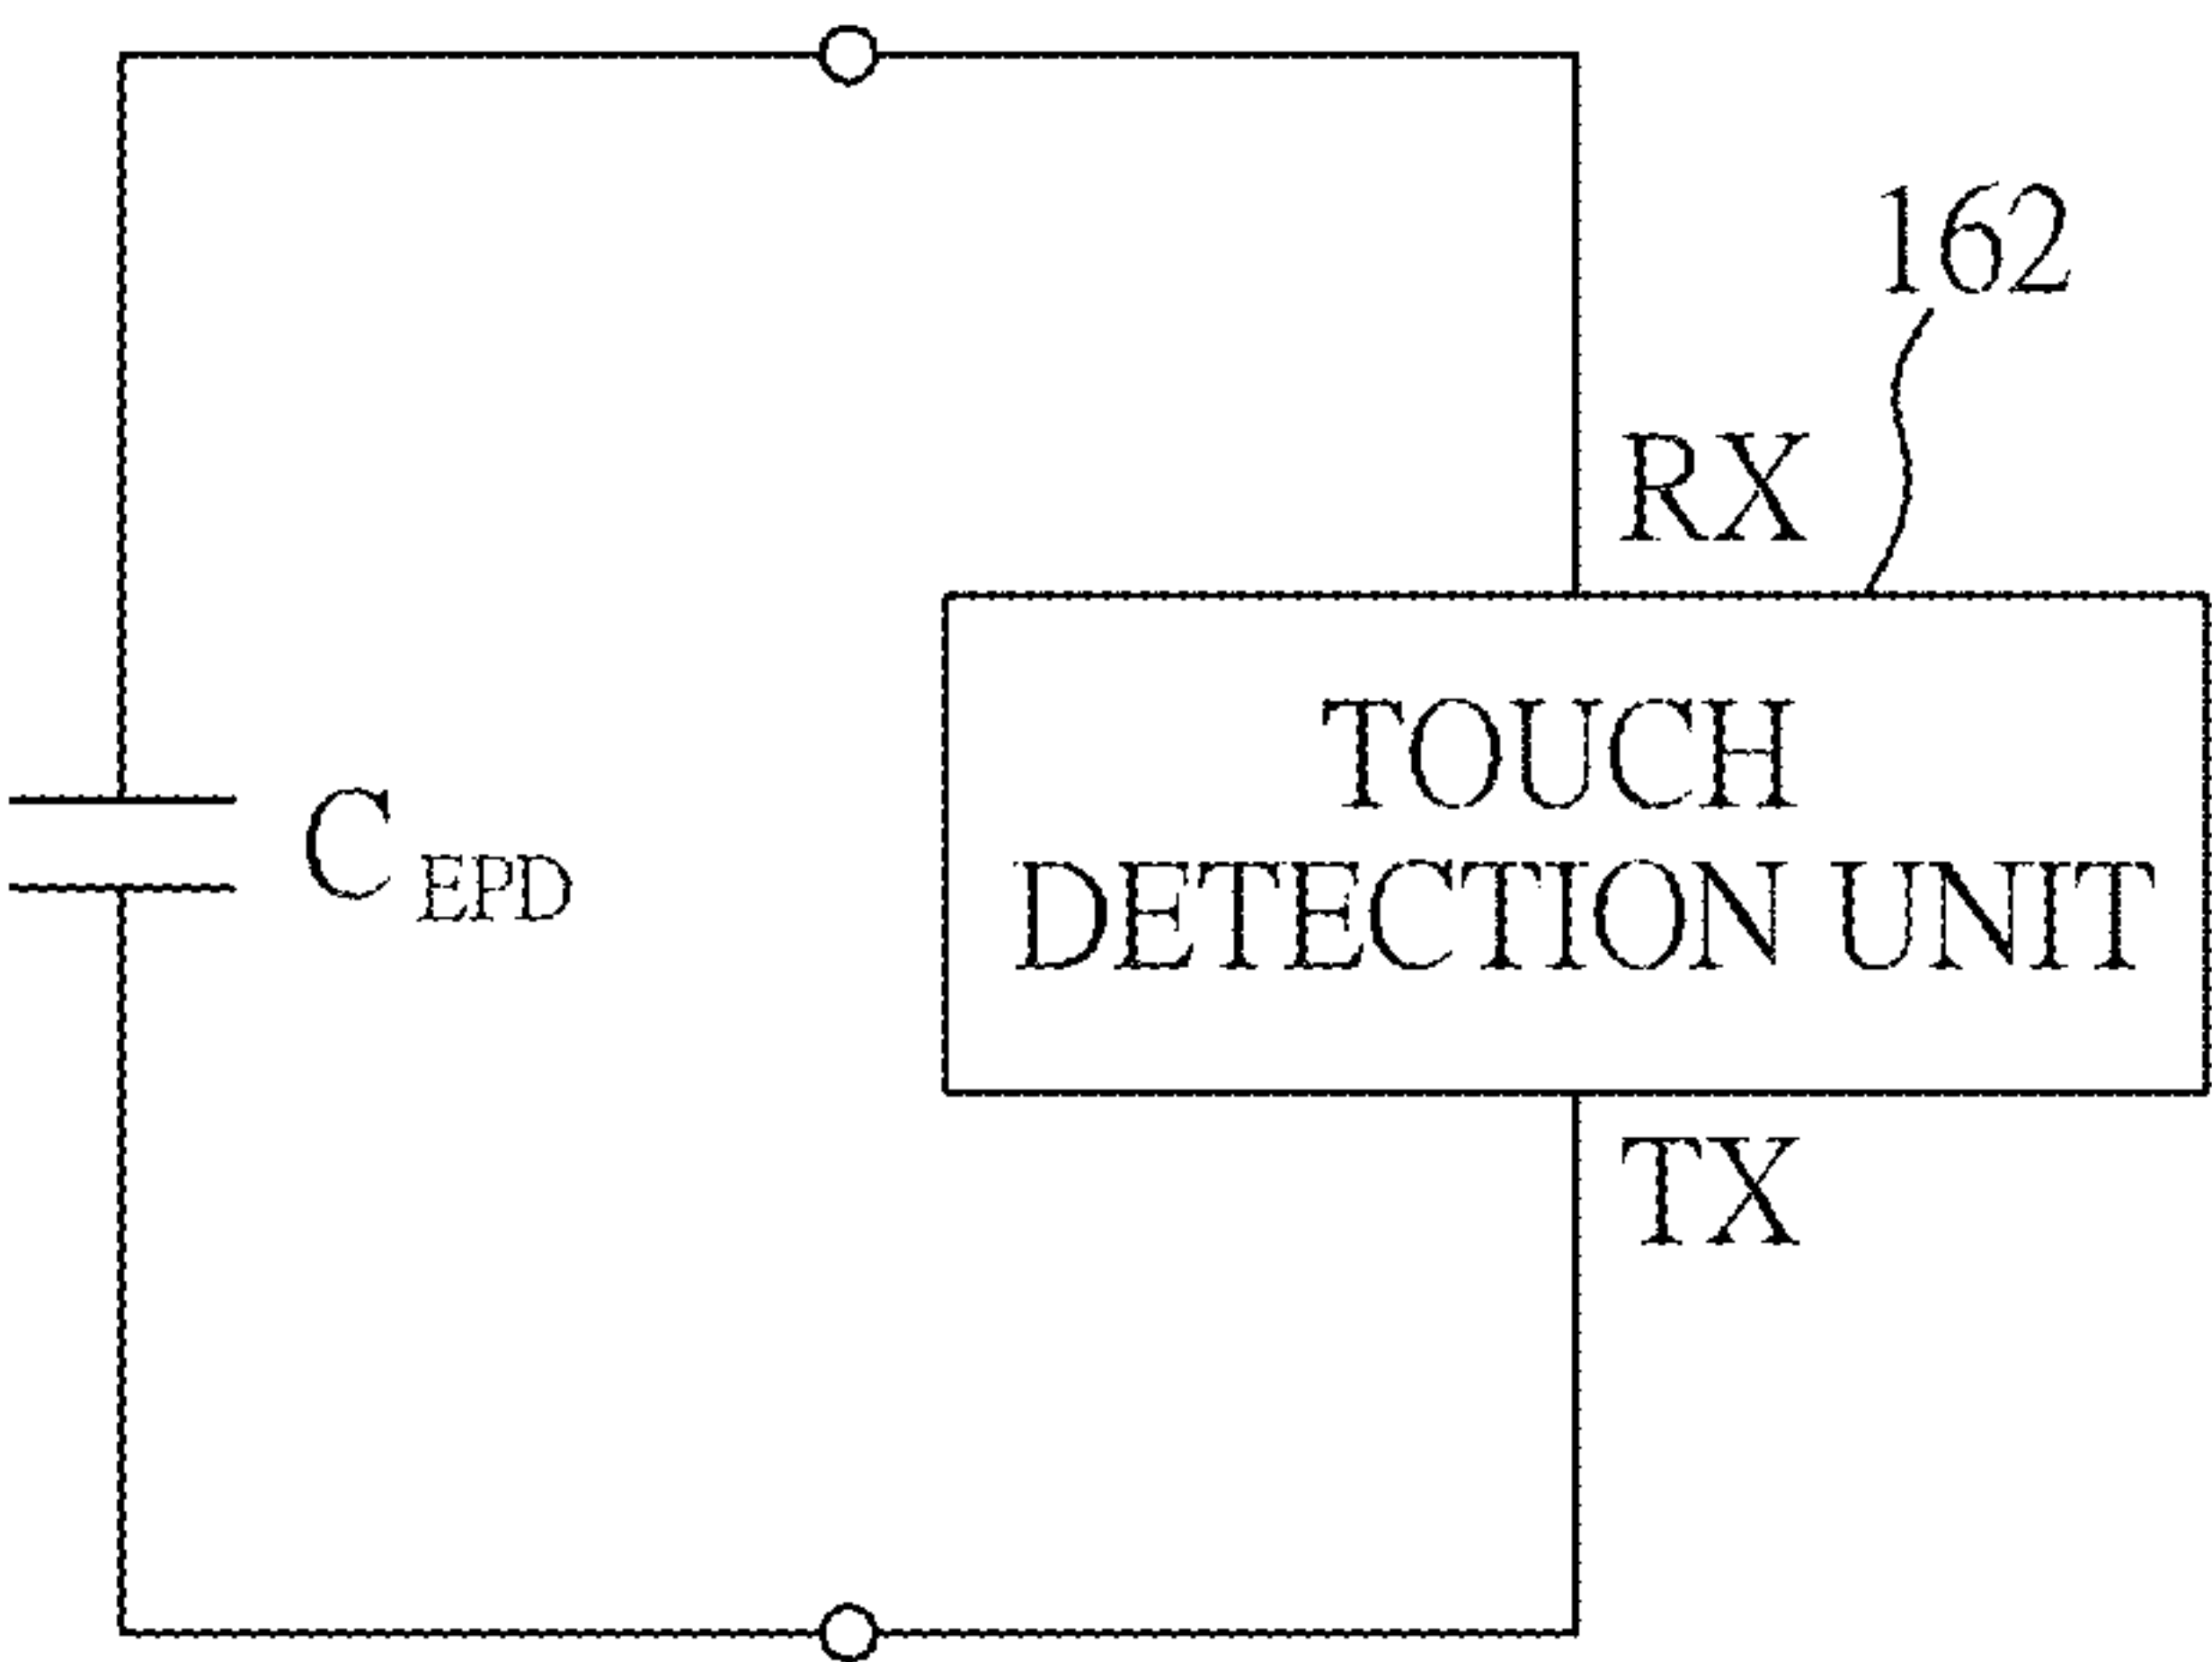 162
RX
TOUCH
DETECTION UNIT
C EPD
TX